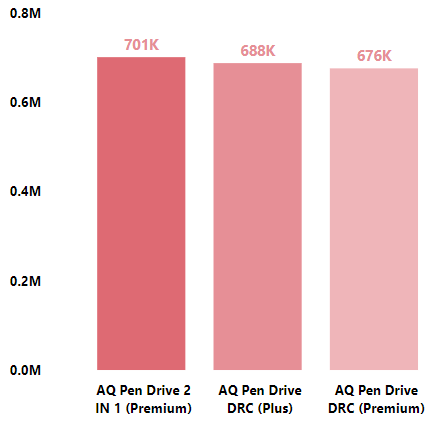 0.8M
701K
688K
676K
0.6M
0.4M
0.2M
0.0M
AQ Pen Drive 2
IN 1 (Premium)
AQ Pen Drive
DRC (Plus)
AQ Pen Drive
DRC (Premium)